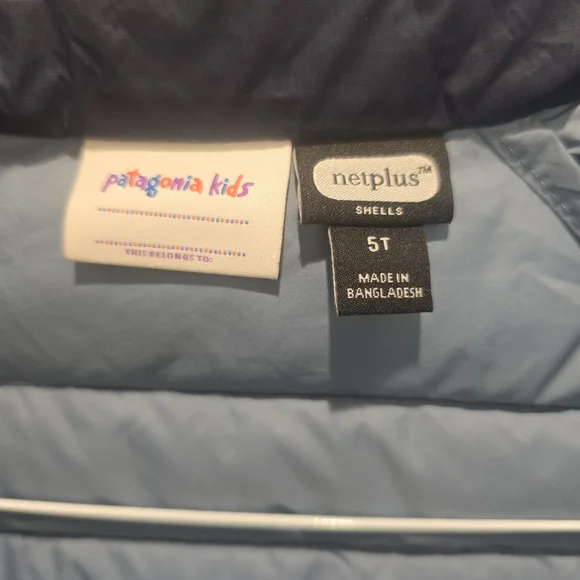 patagonia kids
THIS BELONGS TO:
netplus™
SHELLS
5T
MADE IN
BANGLADESH